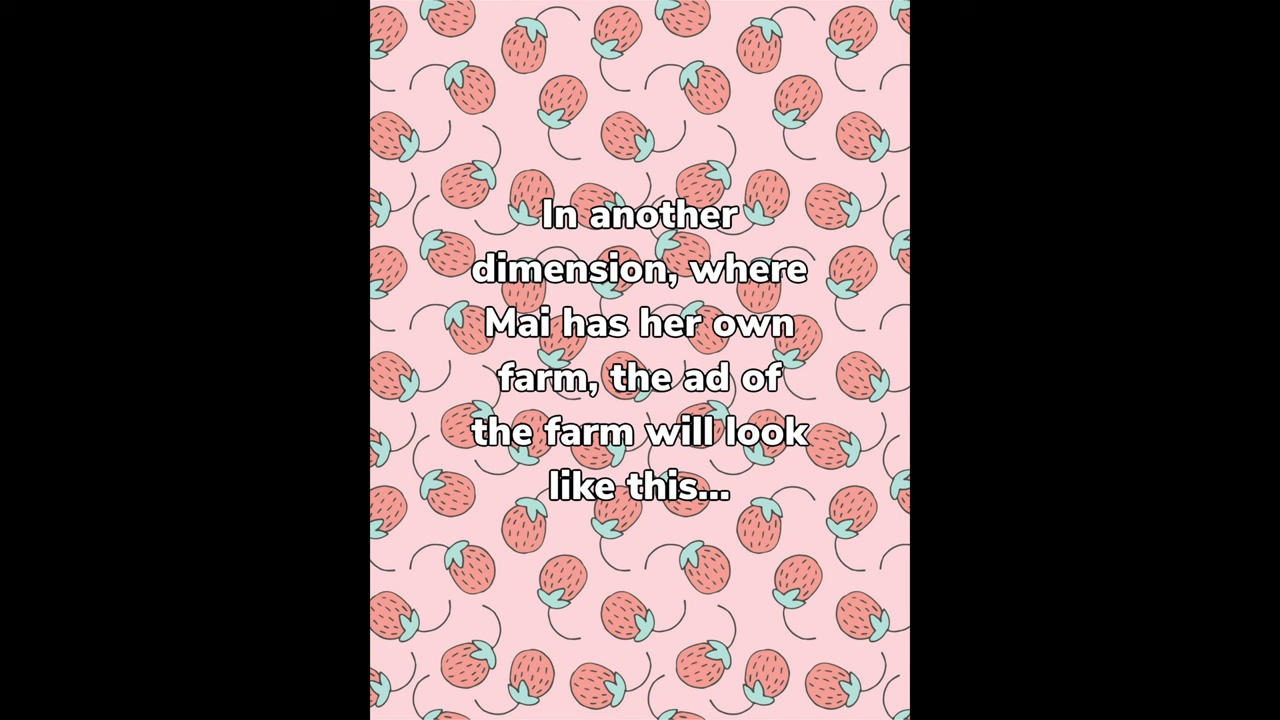 In another
dimension, where
Mai has her own
farm, the ad of
the farm will look
like this...